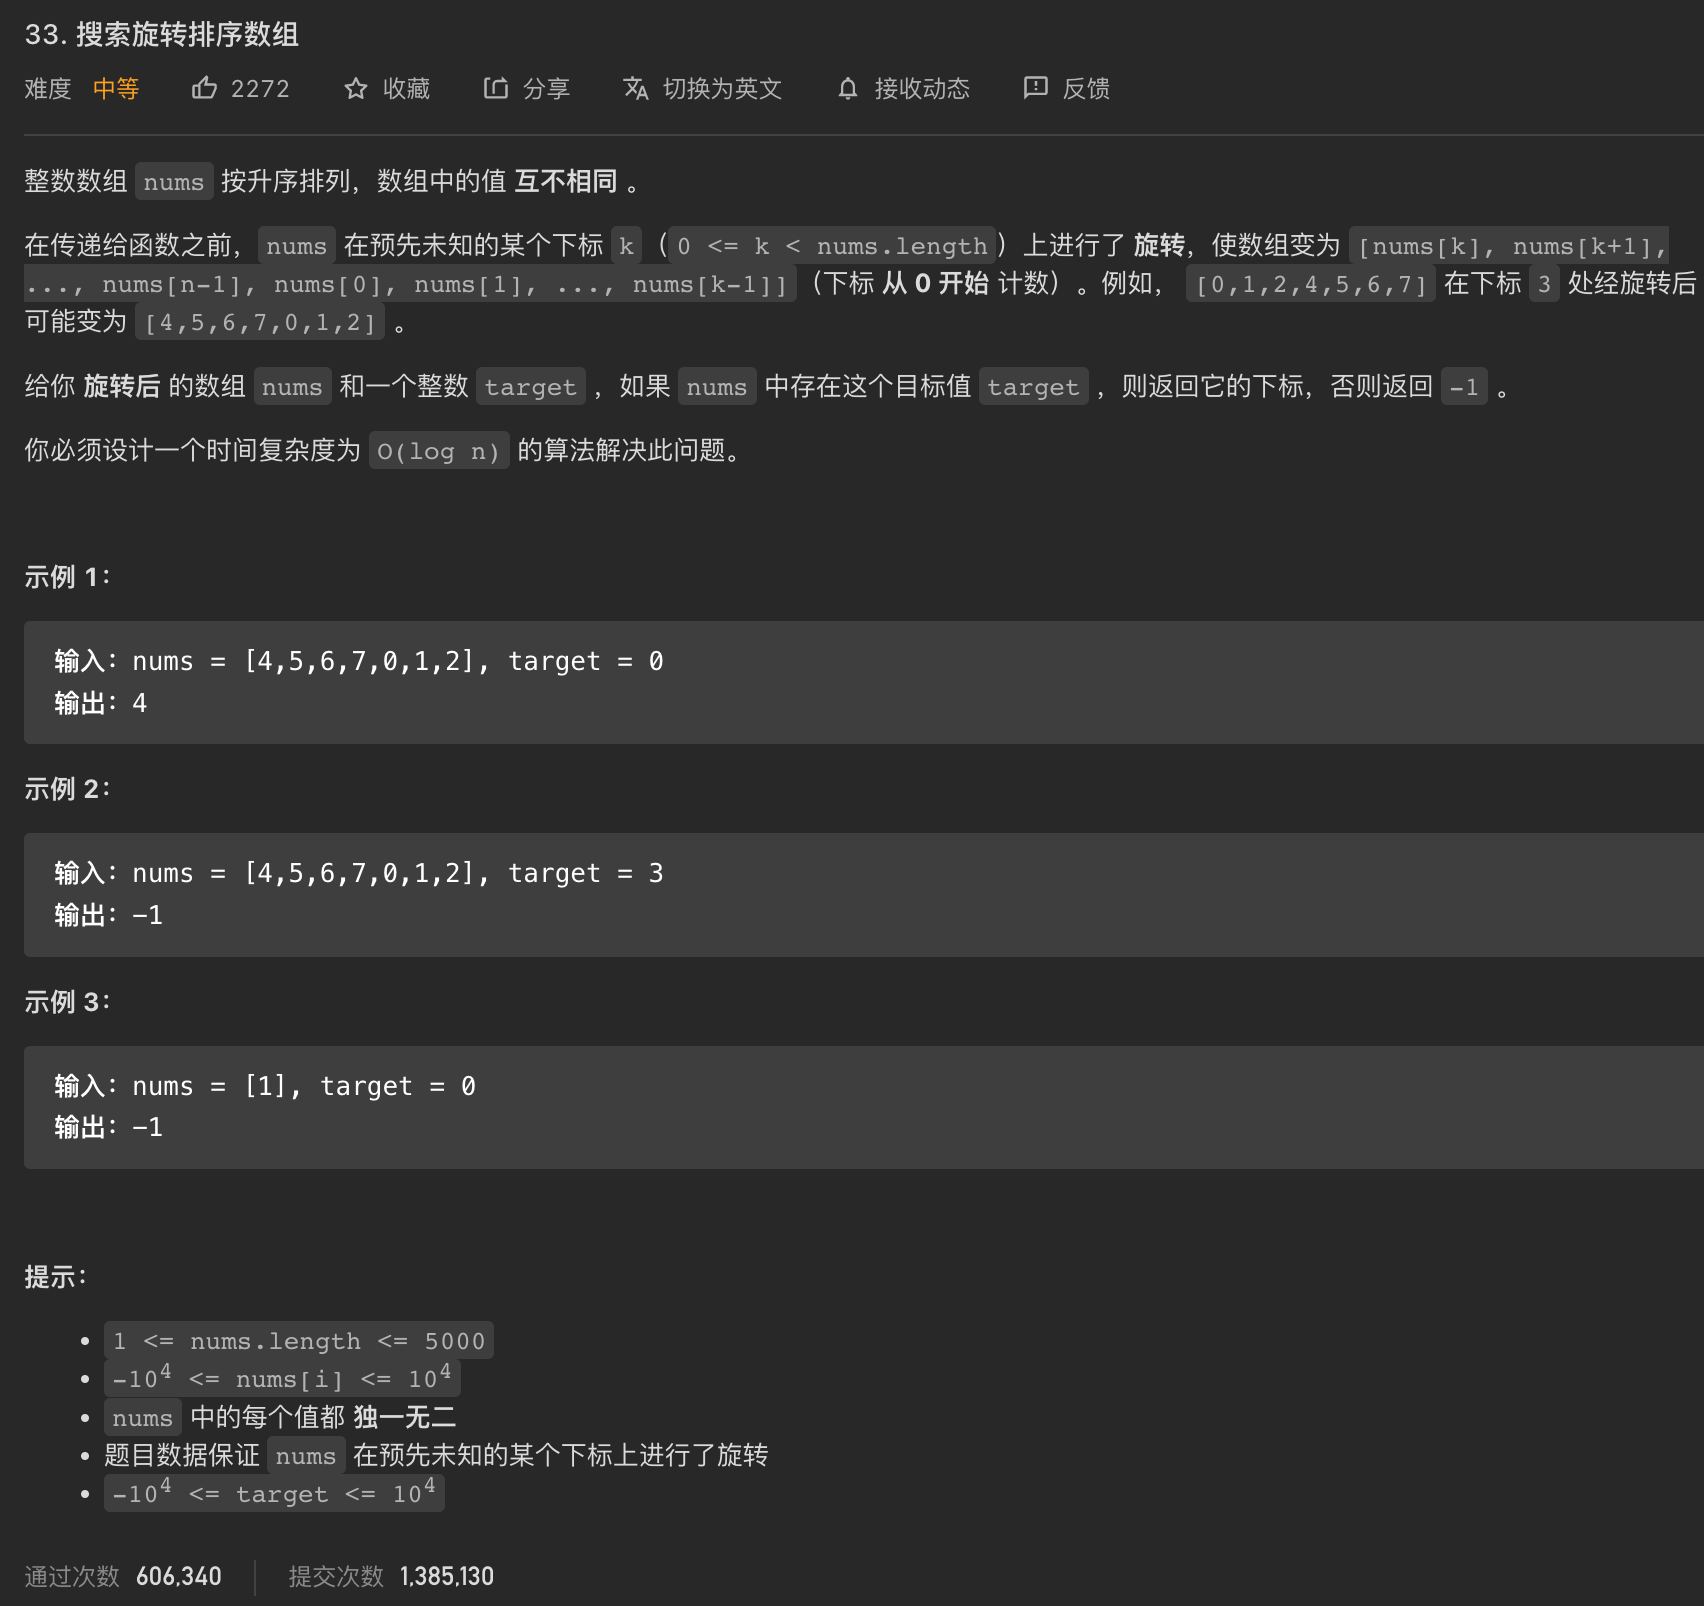 33. 搜索旋转排序数组
难度 中等 2272 收藏 分享 切换为英文 接收动态 反馈
整数数组 nums 按升序排列，数组中的值 互不相同 。
在传递给函数之前，nums 在预先未知的某个下标 k（0 <= k < nums.length）上进行了 旋转，使数组变为 [nums[k], nums[k+1],
..., nums[n-1], nums[0], nums[1], ..., nums[k-1]]（下标 从 0 开始 计数）。例如， [0,1,2,4,5,6,7] 在下标 3 处经旋转后
可能变为 [4,5,6,7,0,1,2] 。
给你 旋转后 的数组 nums 和一个整数 target ，如果 nums 中存在这个目标值 target ，则返回它的下标，否则返回 -1 。
你必须设计一个时间复杂度为 O(log n) 的算法解决此问题。
示例 1：
输入：nums = [4,5,6,7,0,1,2], target = 0
输出：4
示例 2：
输入：nums = [4,5,6,7,0,1,2], target = 3
输出：-1
示例 3：
输入：nums = [1], target = 0
输出：-1
提示：
• 1 <= nums.length <= 5000
• -10⁴ <= nums[i] <= 10⁴
• nums 中的每个值都 独一无二
• 题目数据保证 nums 在预先未知的某个下标上进行了旋转
• -10⁴ <= target <= 10⁴
通过次数 606,340 提交次数 1,385,130